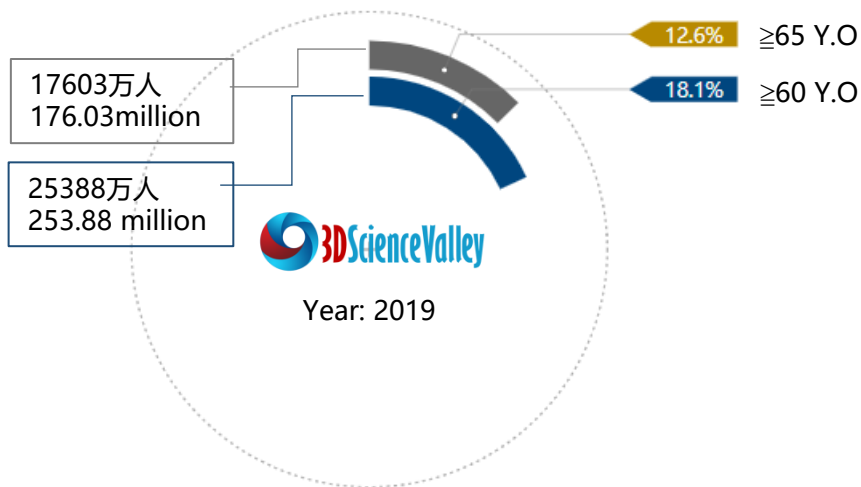 12.6%
≧65 Y.O
17603万人
176.03million
18.1%
≧60 Y.O
25388万人
253.88 million
3DScienceValley
Year: 2019